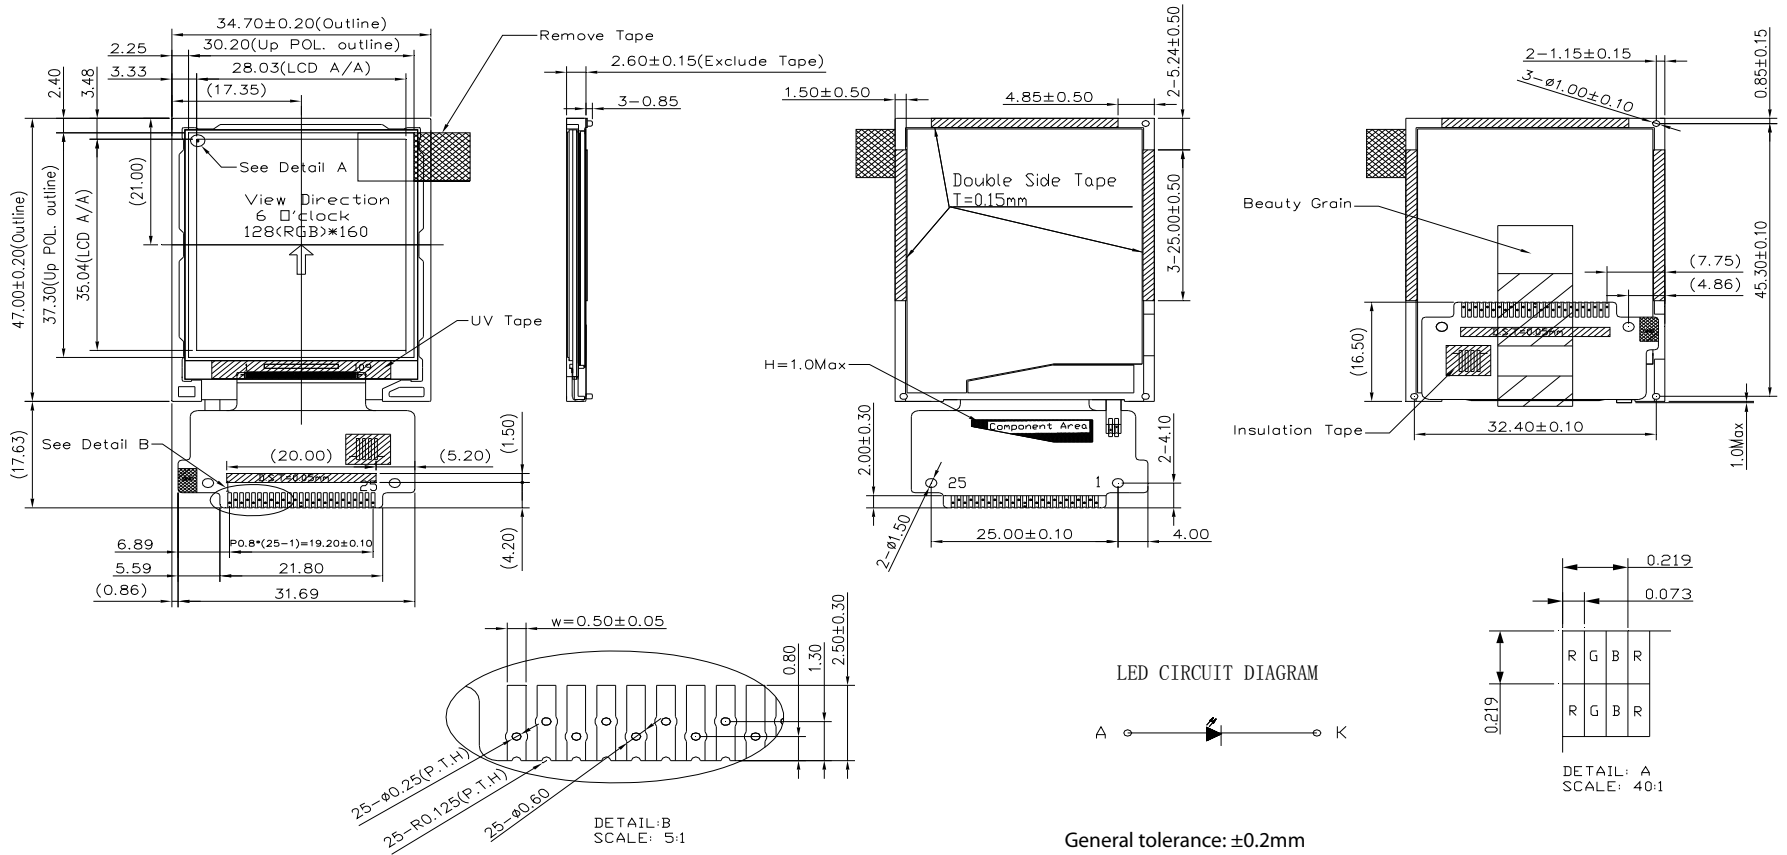 34.70±0.20(Outline)
30.20(Up POL. outline)
2.25
28.03(LCD A/A)
3.33
(17.35)
2.40
3.48
Remove Tape
See Detail A
(21.00)
View Direction
6 O'clock
128(RGB)*160
47.00±0.20(Outline)
37.30(Up POL. outline)
35.04(LCD A/A)
UV Tape
109
(17.63)
See Detail B
(20.00)
(5.20)
(1.50)
D.S.T=0.05mm
25
(4.20)
6.89
P0.8*(25-1)=19.20±0.10
5.59
21.80
(0.86)
31.69
2.60±0.15(Exclude Tape)
3-0.85
1.50±0.50
4.85±0.50
2-5.24±0.50
Double Side Tape
T=0.15mm
3-25.00±0.50
H=1.0Max
Component Area
2.00±0.30
2-4.10
25
1
2-ø1.50
25.00±0.10
4.00
2-1.15±0.15
3-ø1.00±0.10
0.85±0.15
Beauty Grain
(7.75)
(4.86)
45.30±0.10
D.S.T=0.05mm
(16.50)
Insulation Tape
32.40±0.10
1.0Max
w=0.50±0.05
0.80
1.30
2.50±0.30
25-ø0.25(P.T.H)
25-R0.125(P.T.H)
25-ø0.60
DETAIL:B
SCALE: 5:1
LED CIRCUIT DIAGRAM
A
K
0.219
0.073
0.219
R G B R
R G B R
DETAIL: A
SCALE: 40:1
General tolerance: ±0.2mm